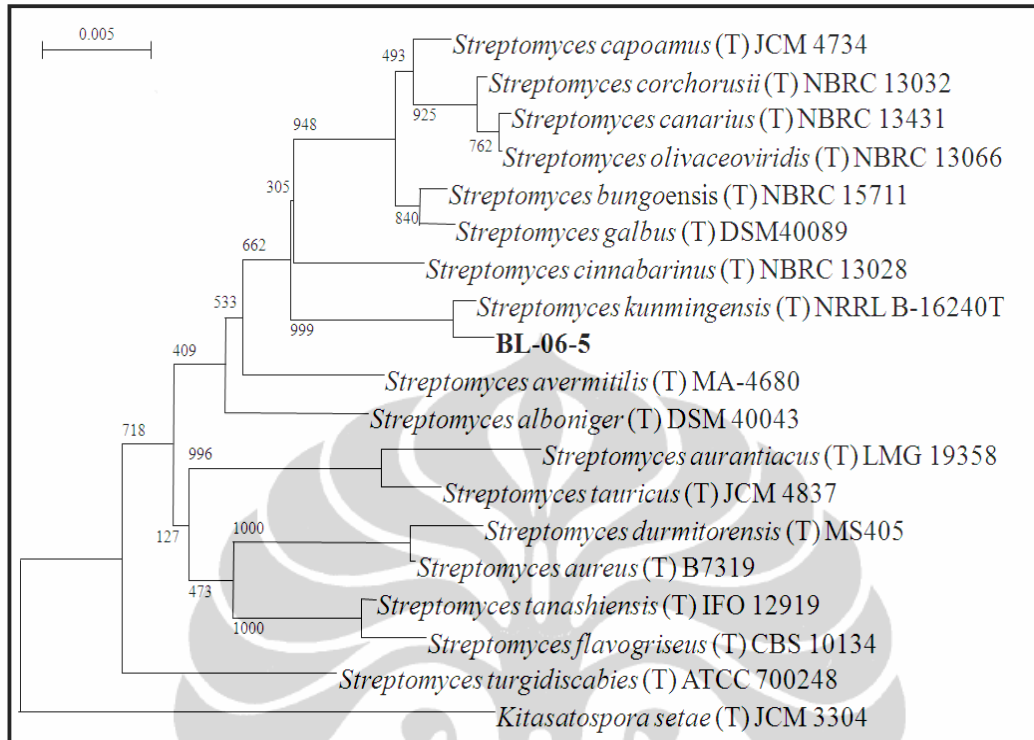 0.005
493
Streptomyces capoamus (T) JCM 4734
Streptomyces corchorusii (T) NBRC 13032
925
Streptomyces canarius (T) NBRC 13431
948
762
Streptomyces olivaceoviridis (T) NBRC 13066
305
Streptomyces bungoensis (T) NBRC 15711
840
Streptomyces galbus (T) DSM40089
662
Streptomyces cinnabarinus (T) NBRC 13028
533
Streptomyces kunmingensis (T) NRRL B-16240T
999
BL-06-5
409
Streptomyces avermitilis (T) MA-4680
Streptomyces alboniger (T) DSM 40043
718
996
Streptomyces aurantiacus (T) LMG 19358
Streptomyces tauricus (T) JCM 4837
127
1000
Streptomyces durmitorensis (T) MS405
Streptomyces aureus (T) B7319
473
Streptomyces tanashiensis (T) IFO 12919
1000
Streptomyces flavogriseus (T) CBS 10134
Streptomyces turgidiscabies (T) ATCC 700248
Kitasatospora setae (T) JCM 3304